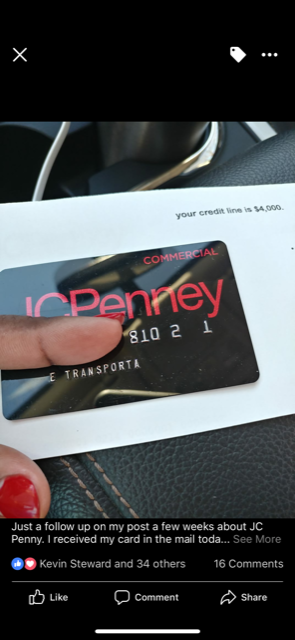 your credit line is $4,000.
COMMERCIAL
JCPenney
810 2 1
E TRANSPORTA
Just a follow up on my post a few weeks about JC
Penny. I received my card in the mail toda... See More
Kevin Steward and 34 others 16 Comments
Like Comment Share